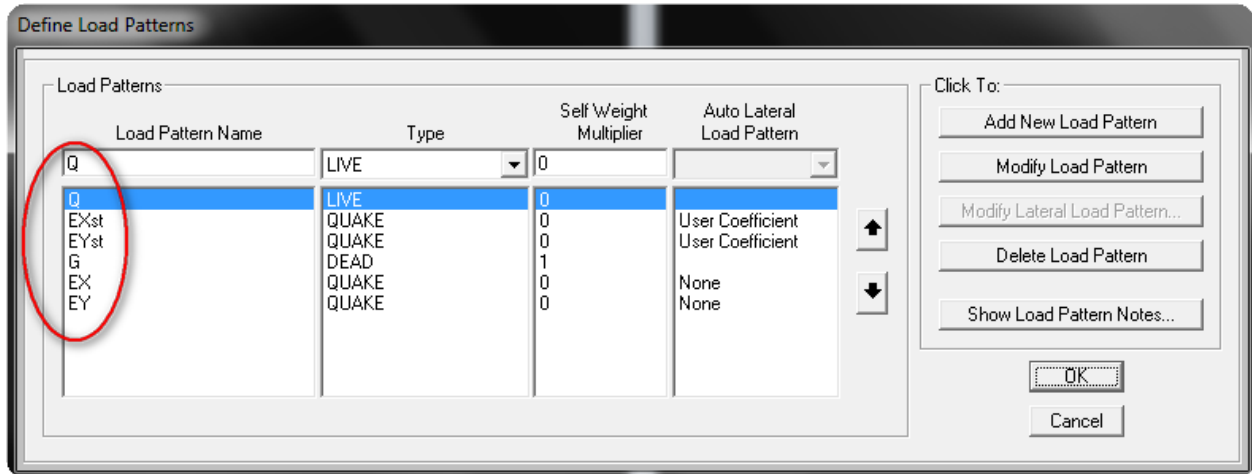 Define Load Patterns
Load Patterns
Load Pattern Name Type Self Weight Multiplier Auto Lateral Load Pattern
Q LIVE 0
Q LIVE 0
EXst QUAKE 0 User Coefficient
EYst QUAKE 0 User Coefficient
G DEAD 1
EX QUAKE 0 None
EY QUAKE 0 None
Click To:
Add New Load Pattern
Modify Load Pattern
Modify Lateral Load Pattern...
Delete Load Pattern
Show Load Pattern Notes...
OK
Cancel